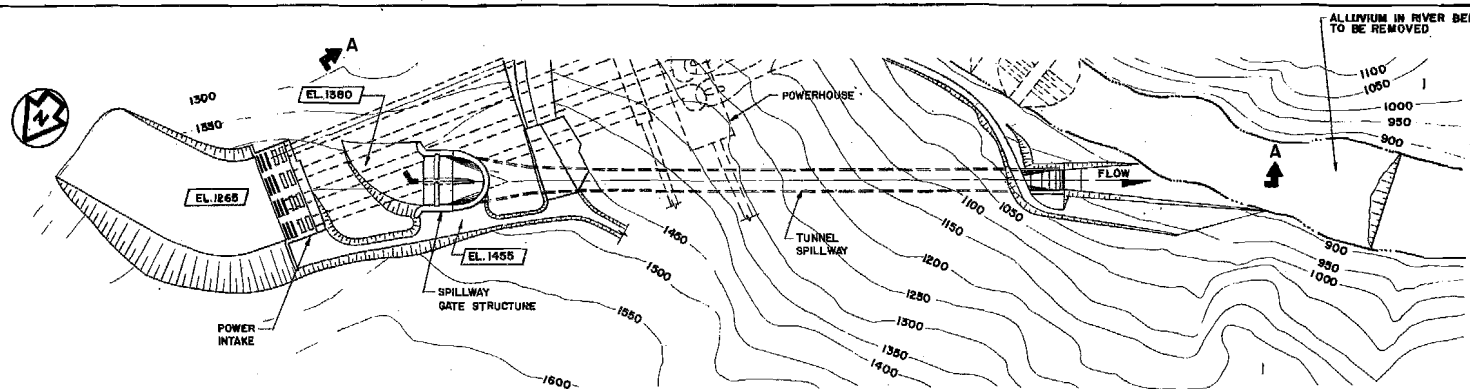 ALLUVIUM IN RIVER BED
TO BE REMOVED
A
1300
1350
EL.1380
N
EL.1265
POWERHOUSE
1100
1050
1000
950
900
A
FLOW
EL.1455
TUNNEL
SPILLWAY
SPILLWAY
GATE STRUCTURE
POWER
INTAKE
1450
1500
1550
1600
1050
1100
1150
1200
1250
1300
1350
1400
900
950
1000